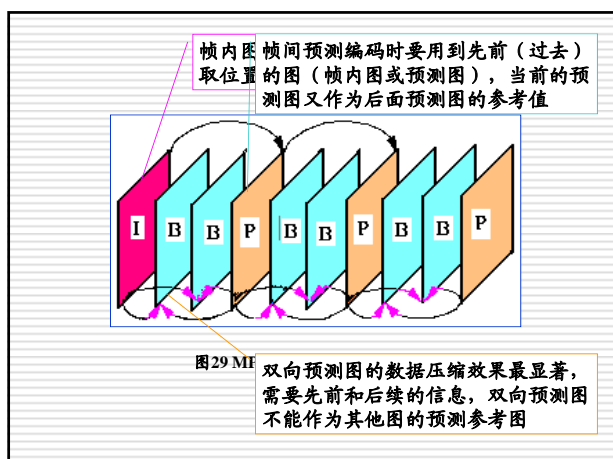 帧内图
取位置
帧间预测编码时要用到先前（过去）
的图（帧内图或预测图），当前的预
测图又作为后面预测图的参考值
I B B P B B P B B P
图29 MP
双向预测图的数据压缩效果最显著，
需要先前和后续的信息，双向预测图
不能作为其他图的预测参考图